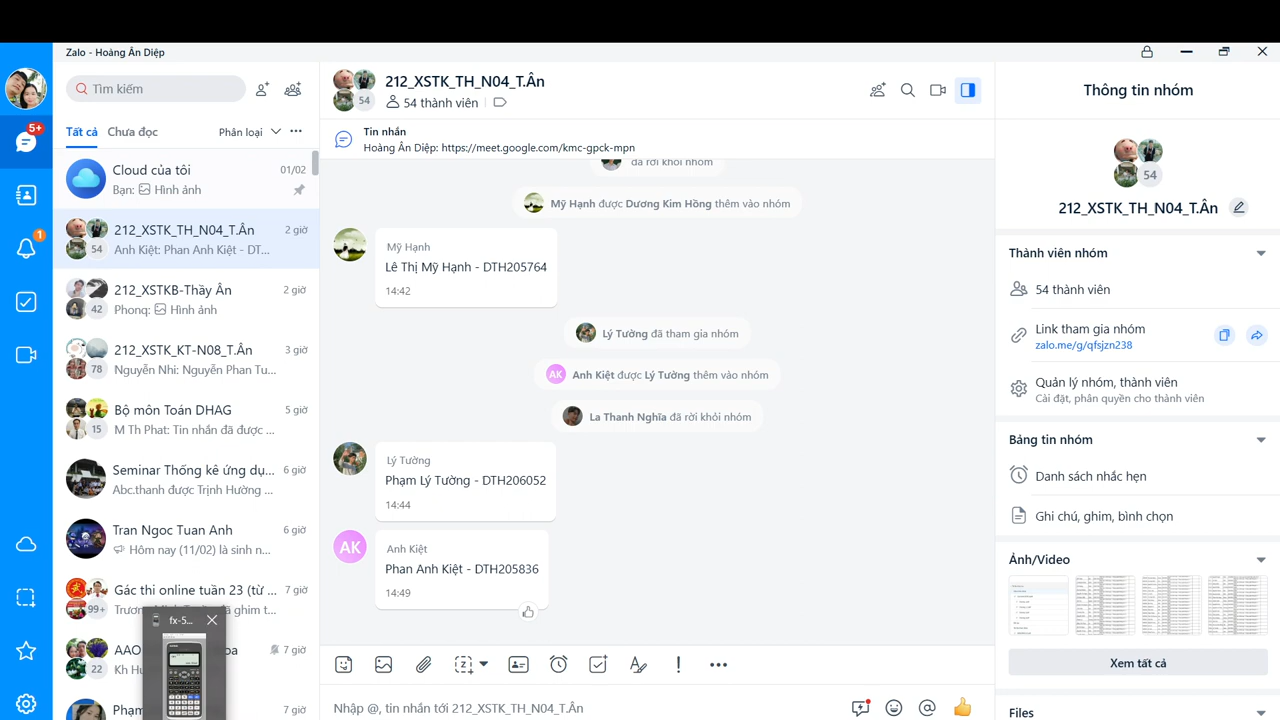 Zalo - Hoàng Ân Diệp
5+
1
Tìm kiếm
Tất cả
Chưa đọc
Phân loại
Cloud của tôi
01/02
Bạn: Hình ảnh
212_XSTK_TH_N04_T.Ân
2 giờ
54
Anh Kiệt: Phan Anh Kiệt - DT...
212_XSTKB-Thầy Ân
2 giờ
42
Phonq: Hình ảnh
212_XSTK_KT-N08_T.Ân
3 giờ
78
Nguyễn Nhi: Nguyễn Phan Tu...
Bộ môn Toán DHAG
5 giờ
15
M Th Phat: Tin nhắn đã được ...
Seminar Thống kê ứng dụ...
6 giờ
Abc.thanh được Trịnh Hường ...
Tran Ngoc Tuan Anh
6 giờ
Hôm nay (11/02) là sinh n...
Gác thi online tuần 23 (từ ...
7 giờ
99+
fx-5...
7 giờ
22
Kh H
Phạm
7 giờ
212_XSTK_TH_N04_T.Ân
54
54 thành viên
Tin nhắn
Hoàng Ân Diệp: https://meet.google.com/kmc-gpck-mpn
đã rời khỏi nhóm
Mỹ Hạnh được Dương Kim Hồng thêm vào nhóm
Mỹ Hạnh
Lê Thị Mỹ Hạnh - DTH205764
14:42
Lý Tường đã tham gia nhóm
AK Anh Kiệt được Lý Tường thêm vào nhóm
La Thanh Nghĩa đã rời khỏi nhóm
Lý Tường
Phạm Lý Tường - DTH206052
14:44
AK
Anh Kiệt
Phan Anh Kiệt - DTH205836
14:48
Nhập @, tin nhắn tới 212_XSTK_TH_N04_T.Ân
Thông tin nhóm
54
212_XSTK_TH_N04_T.Ân
Thành viên nhóm
54 thành viên
Link tham gia nhóm
zalo.me/g/qfsjzn238
Quản lý nhóm, thành viên
Cài đặt, phân quyền cho thành viên
Bảng tin nhóm
Danh sách nhắc hẹn
Ghi chú, ghim, bình chọn
Ảnh/Video
Xem tất cả
Files